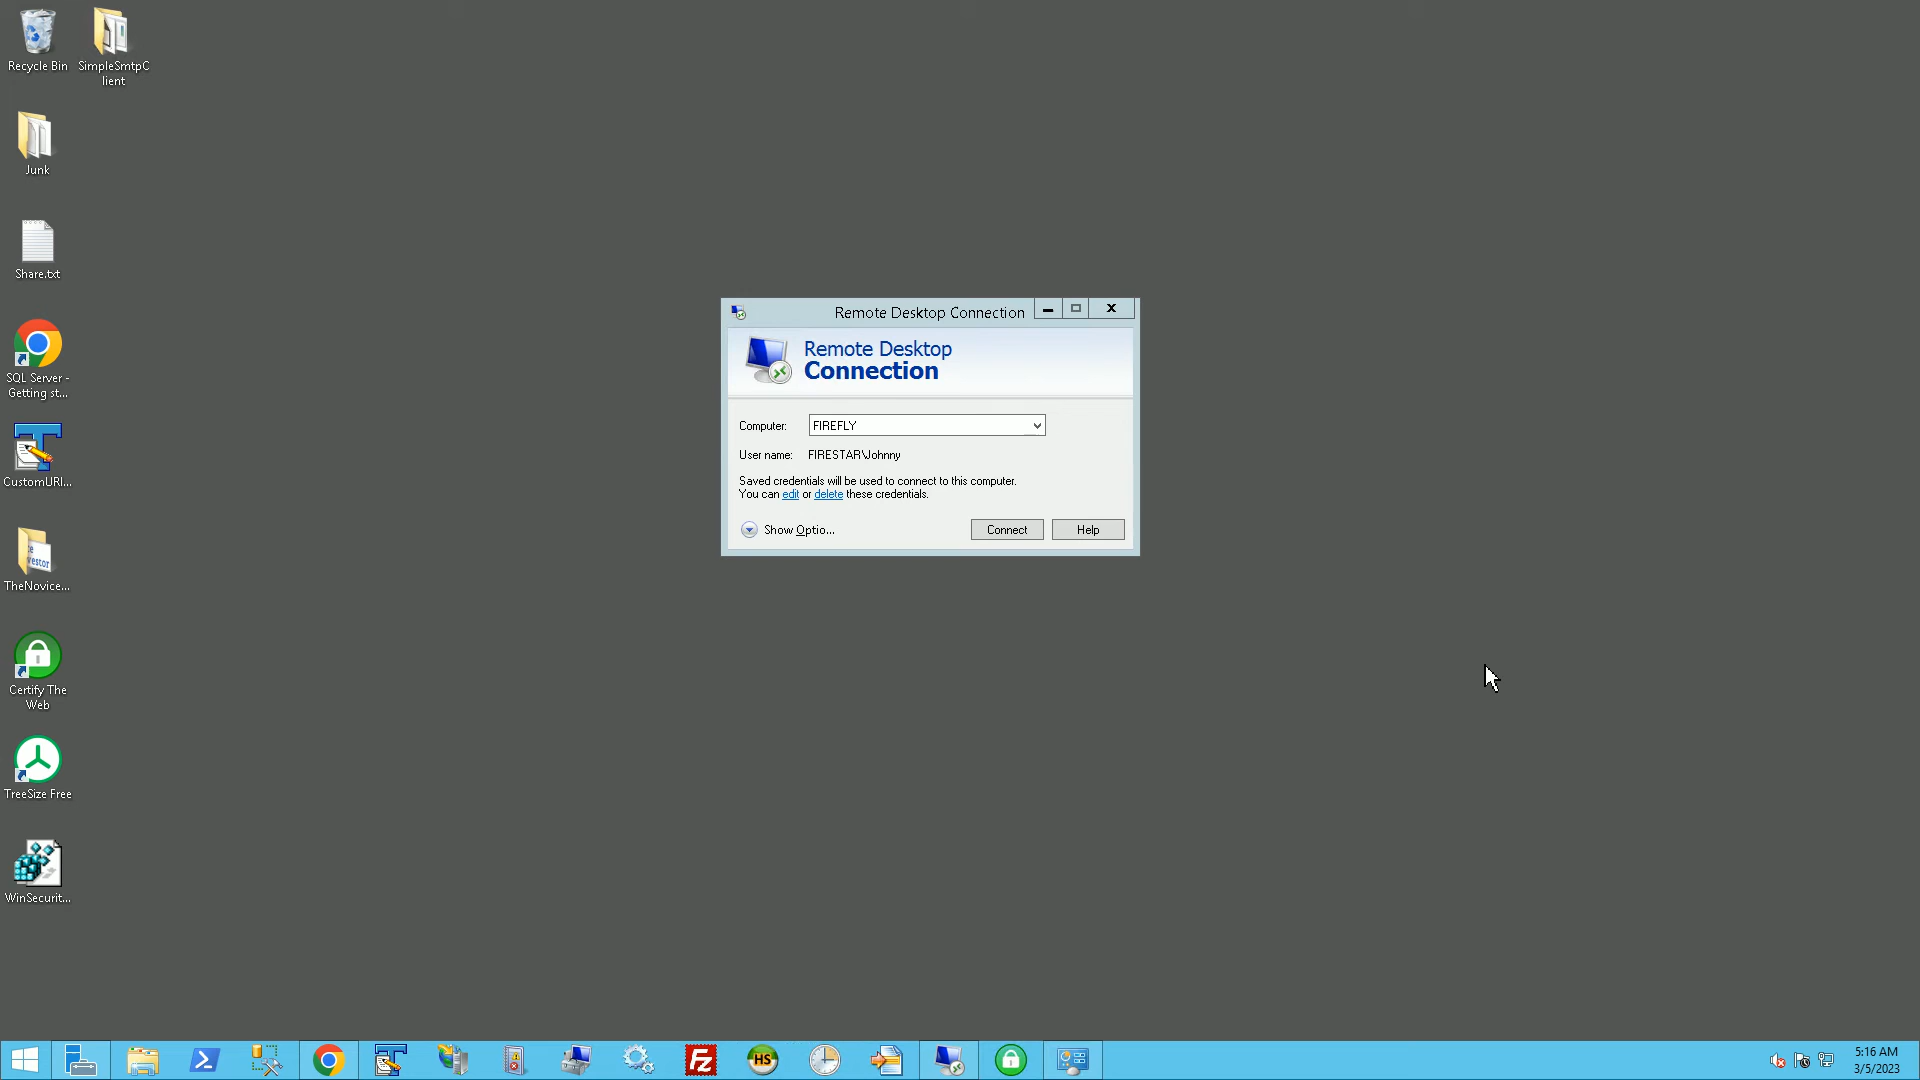 Recycle Bin
SimpleSmtpC
lient
Junk
Share.txt
SQL Server -
Getting st...
CustomURI...
TheNovice...
Certify The
Web
TreeSize Free
WinSecurit...
Remote Desktop Connection
Remote Desktop
Connection
Computer: FIREFLY
User name: FIRESTAR\Johnny
Saved credentials will be used to connect to this computer.
You can edit or delete these credentials.
Show Optio...
Connect
Help
FZ
HS
5:16 AM
3/5/2023